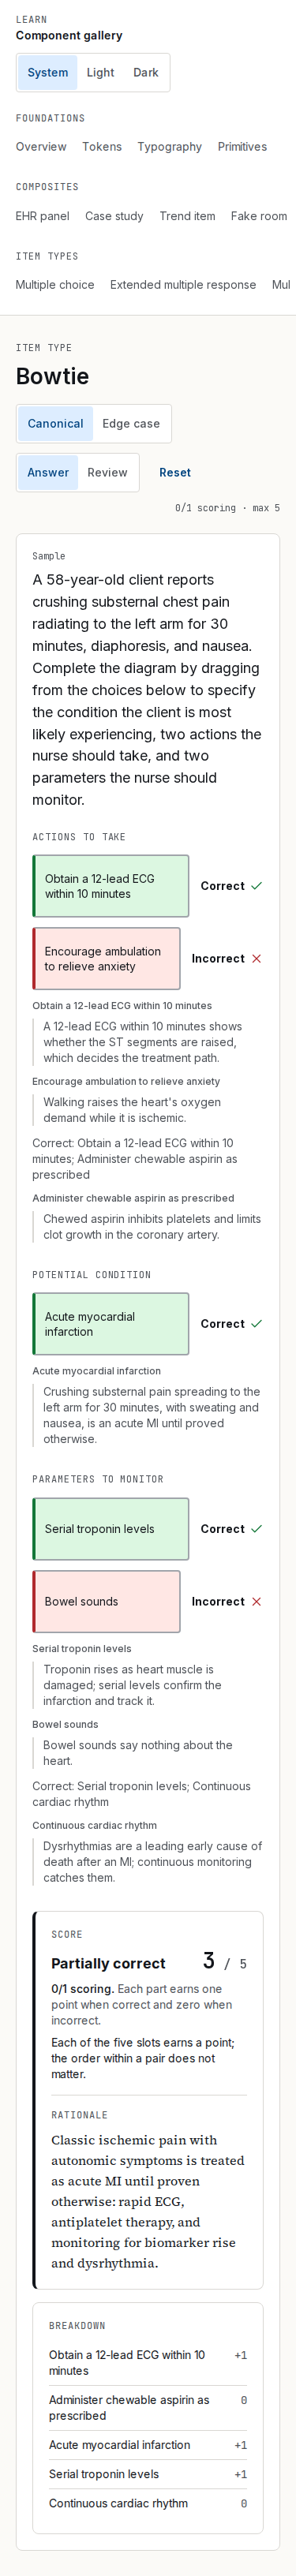 LEARN
Component gallery
System Light Dark
FOUNDATIONS
Overview Tokens Typography Primitives
COMPOSITES
EHR panel Case study Trend item Fake room
ITEM TYPES
Multiple choice Extended multiple response Mul
ITEM TYPE
Bowtie
Canonical Edge case
Answer Review Reset
0/1 scoring · max 5
Sample
A 58-year-old client reports
crushing substernal chest pain
radiating to the left arm for 30
minutes, diaphoresis, and nausea.
Complete the diagram by dragging
from the choices below to specify
the condition the client is most
likely experiencing, two actions the
nurse should take, and two
parameters the nurse should
monitor.
ACTIONS TO TAKE
Obtain a 12-lead ECG
within 10 minutes
Correct
Encourage ambulation
to relieve anxiety
Incorrect
Obtain a 12-lead ECG within 10 minutes
A 12-lead ECG within 10 minutes shows
whether the ST segments are raised,
which decides the treatment path.
Encourage ambulation to relieve anxiety
Walking raises the heart's oxygen
demand while it is ischemic.
Correct: Obtain a 12-lead ECG within 10
minutes; Administer chewable aspirin as
prescribed
Administer chewable aspirin as prescribed
Chewed aspirin inhibits platelets and limits
clot growth in the coronary artery.
POTENTIAL CONDITION
Acute myocardial
infarction
Correct
Acute myocardial infarction
Crushing substernal pain spreading to the
left arm for 30 minutes, with sweating and
nausea, is an acute MI until proved
otherwise.
PARAMETERS TO MONITOR
Serial troponin levels
Correct
Bowel sounds
Incorrect
Serial troponin levels
Troponin rises as heart muscle is
damaged; serial levels confirm the
infarction and track it.
Bowel sounds
Bowel sounds say nothing about the
heart.
Correct: Serial troponin levels; Continuous
cardiac rhythm
Continuous cardiac rhythm
Dysrhythmias are a leading early cause of
death after an MI; continuous monitoring
catches them.
SCORE
Partially correct 3 / 5
0/1 scoring. Each part earns one
point when correct and zero when
incorrect.
Each of the five slots earns a point;
the order within a pair does not
matter.
RATIONALE
Classic ischemic pain with
autonomic symptoms is treated
as acute MI until proven
otherwise: rapid ECG,
antiplatelet therapy, and
monitoring for biomarker rise
and dysrhythmia.
BREAKDOWN
Obtain a 12-lead ECG within 10 +1
minutes
Administer chewable aspirin as 0
prescribed
Acute myocardial infarction +1
Serial troponin levels +1
Continuous cardiac rhythm 0